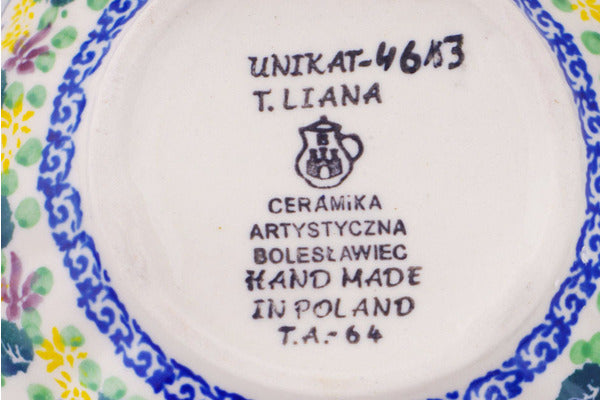 UNIKAT-4683
T. LIANA
B
CERAMiKA
ARTYSTYCZNA
BOLESŁAWIEC
HAND MADE
IN POLAND
T.A.-64